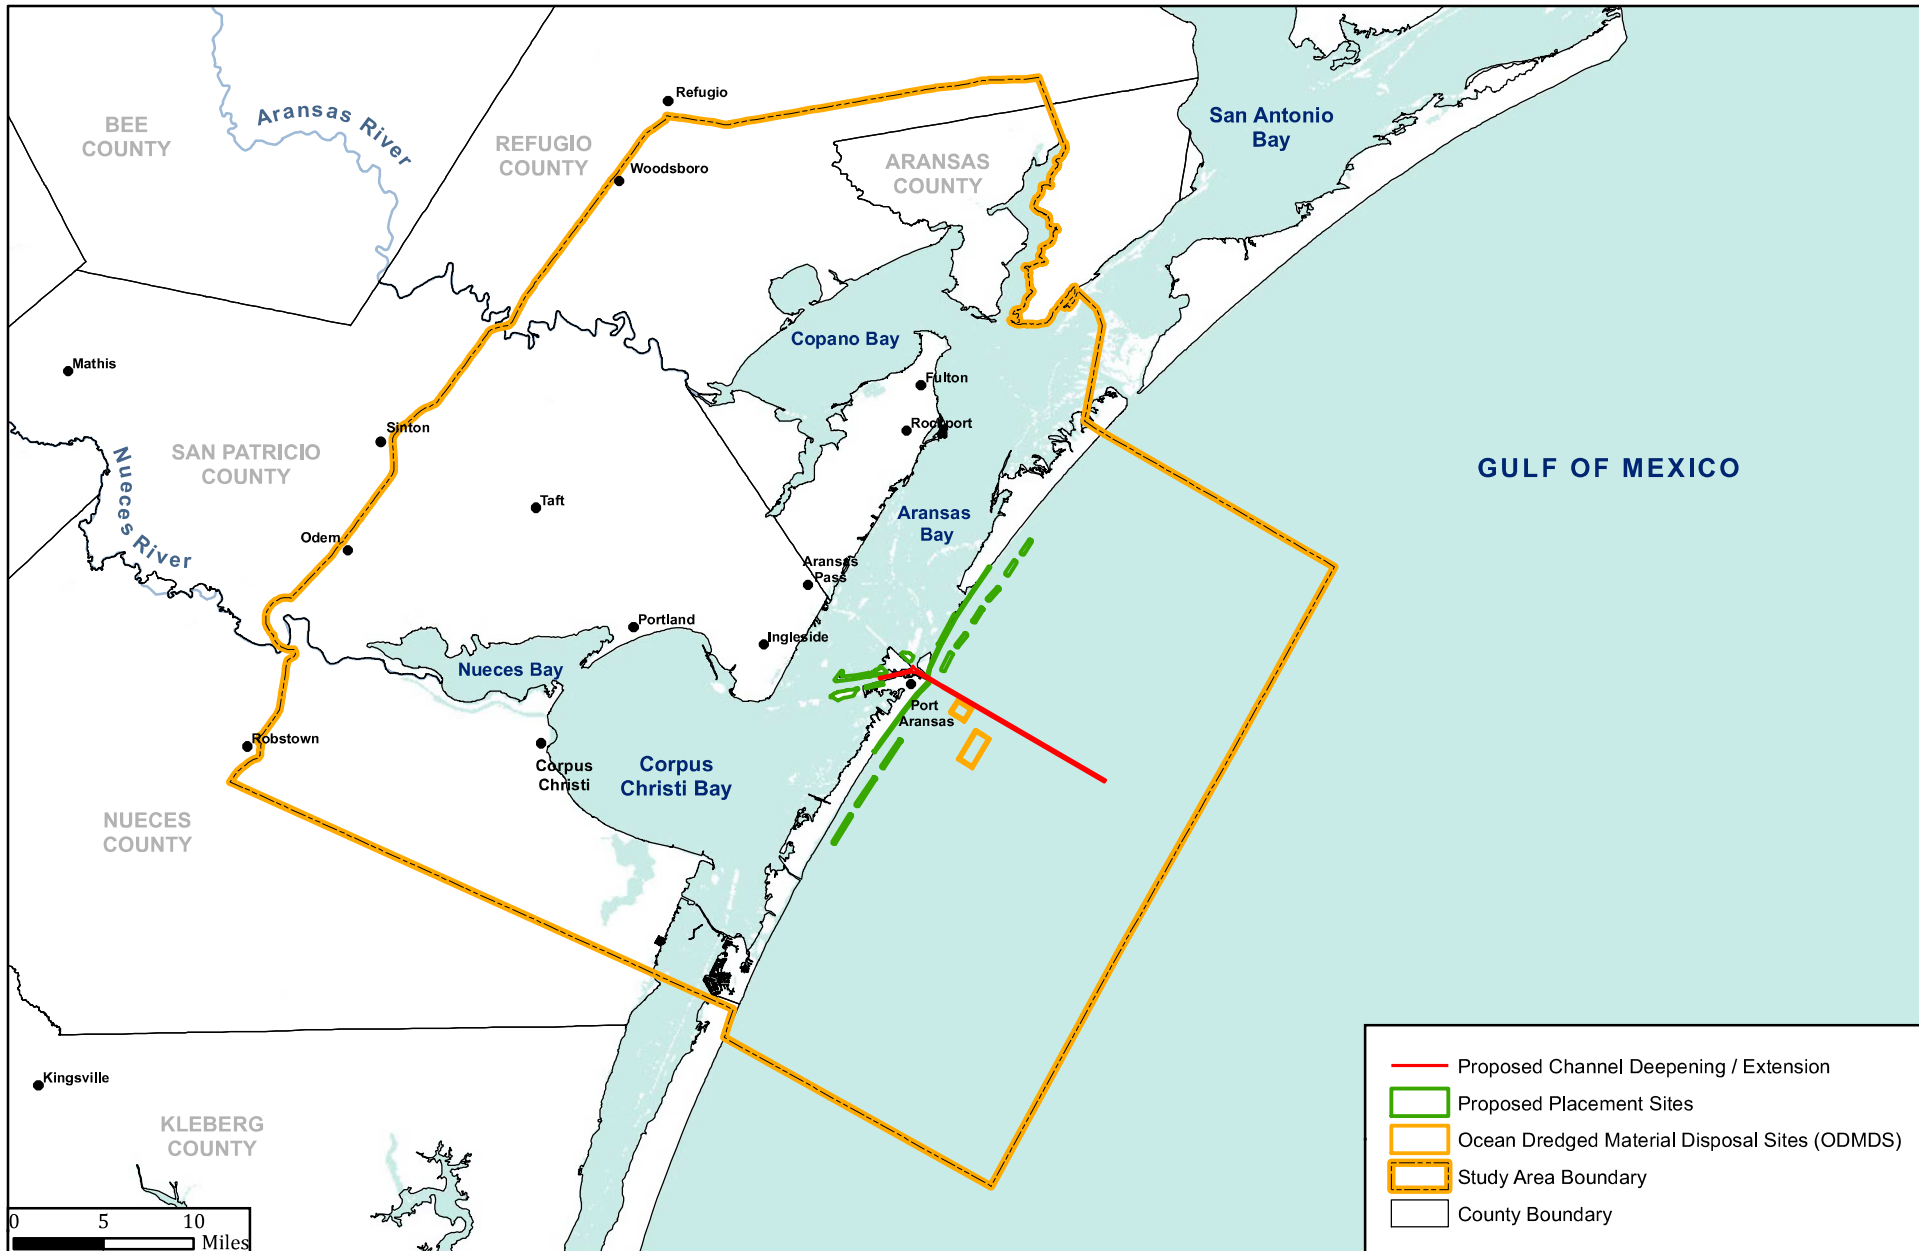 Refugio
San Antonio
Bay
Aransas River
BEE
COUNTY
REFUGIO
COUNTY
Woodsboro
ARANSAS
COUNTY
Copano Bay
Mathis
Fulton
Rockport
Sinton
SAN PATRICIO
COUNTY
Nueces River
GULF OF MEXICO
Taft
Aransas
Bay
Odem
Aransas
Pass
Portland
Ingleside
Nueces Bay
Port
Aransas
Robstown
Corpus
Christi
Corpus
Christi Bay
NUECES
COUNTY
Kingsville
KLEBERG
COUNTY
0 5 10
Miles
Proposed Channel Deepening / Extension
Proposed Placement Sites
Ocean Dredged Material Disposal Sites (ODMDS)
Study Area Boundary
County Boundary